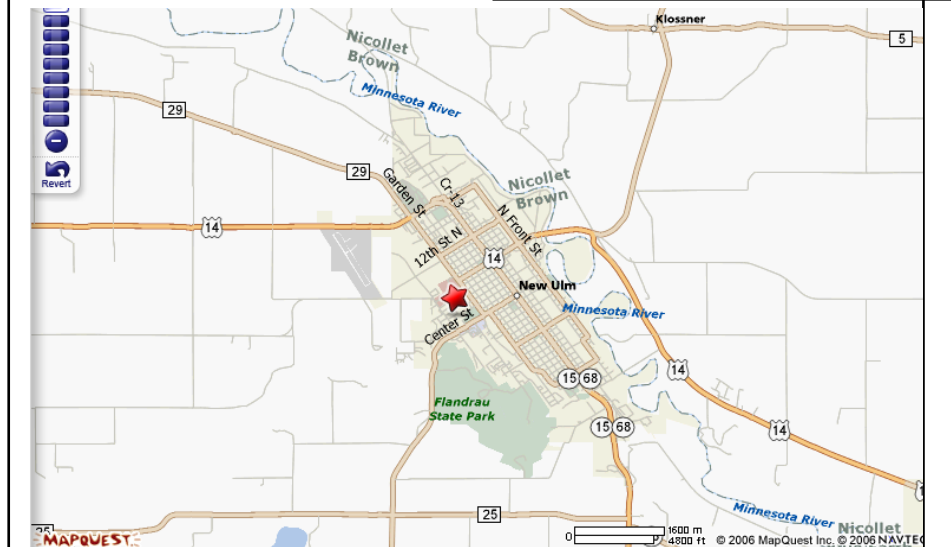 Klossner
5
Nicollet
Brown
Minnesota River
29
Revert
29
Garden St
Cr-13
Nicollet
Brown
N Front St
14
12th St N
14
New Ulm
Minnesota River
Center St
14
15 68
Flandrau
State Park
15 68
14
25
Minnesota River
25
MAPQUEST
0
1600 m
4800 ft
© 2006 MapQuest Inc. © 2006 NAVTEQ
Nicollet